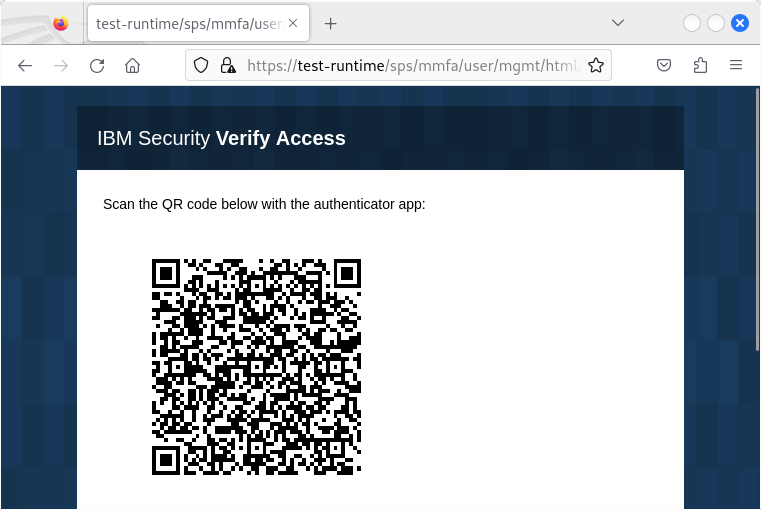 test-runtime/sps/mmfa/user
https://test-runtime/sps/mmfa/user/mgmt/html/
IBM Security Verify Access
Scan the QR code below with the authenticator app: